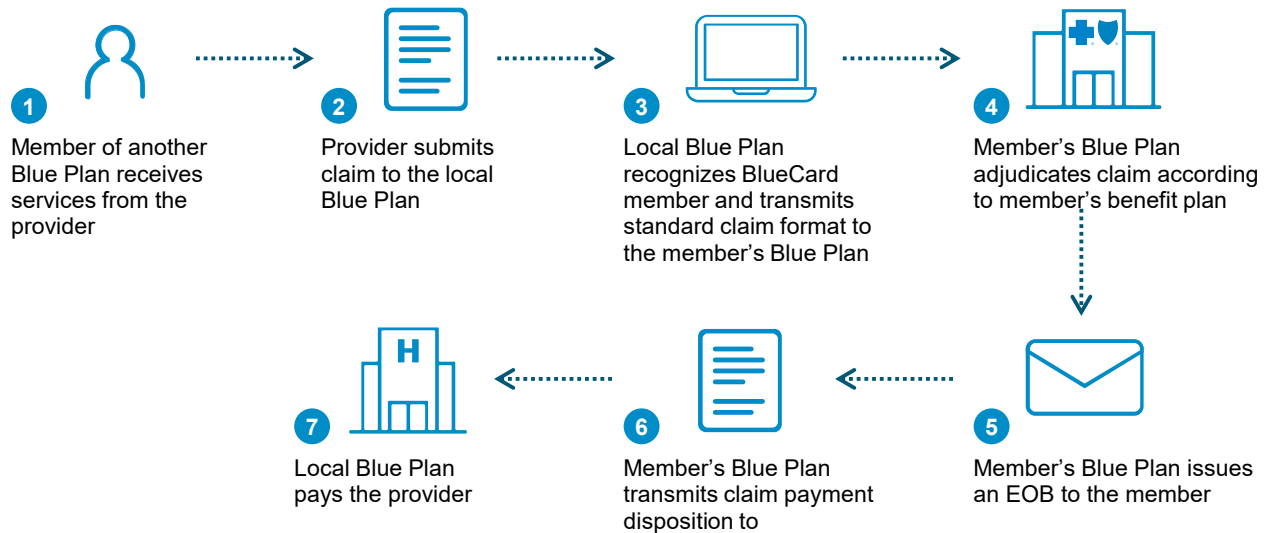 1
Member of another
Blue Plan receives
services from the
provider
2
Provider submits
claim to the local
Blue Plan
3
Local Blue Plan
recognizes BlueCard
member and transmits
standard claim format to
the member’s Blue Plan
4
Member’s Blue Plan
adjudicates claim according
to member’s benefit plan
5
Member’s Blue Plan issues
an EOB to the member
6
Member’s Blue Plan
transmits claim payment
disposition to
H
7
Local Blue Plan
pays the provider